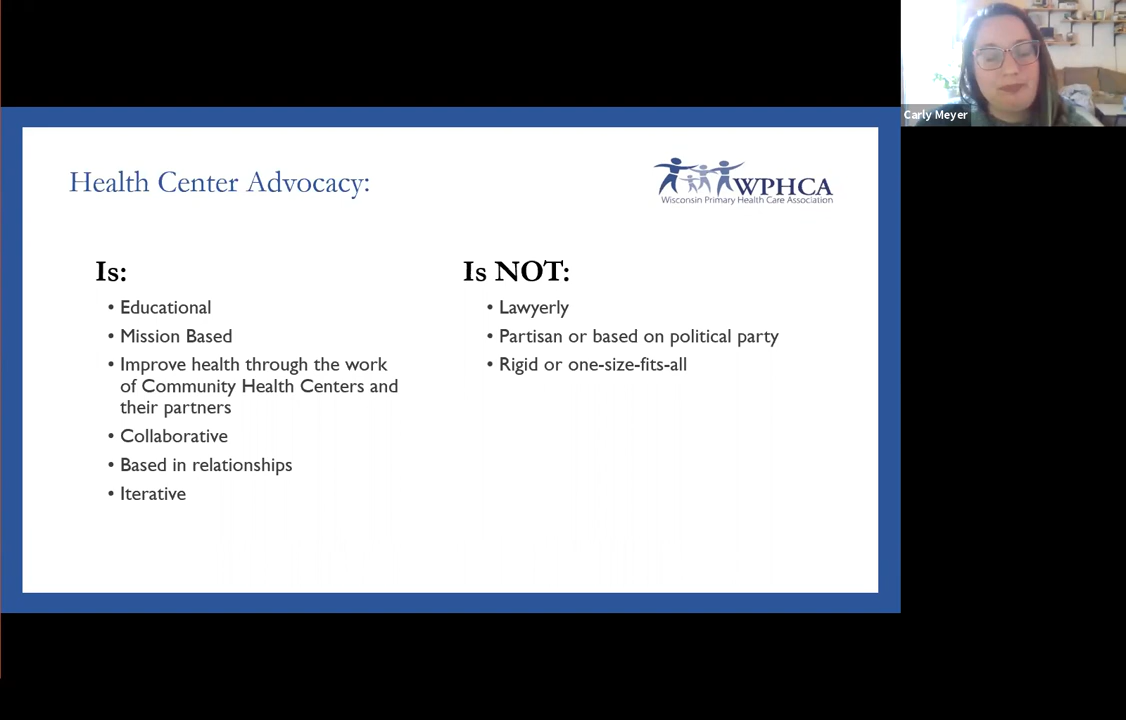 Carly Meyer
Health Center Advocacy:
WPHCA
Wisconsin Primary Health Care Association
Is:
• Educational
• Mission Based
• Improve health through the work
of Community Health Centers and
their partners
• Collaborative
• Based in relationships
• Iterative
Is NOT:
• Lawyerly
• Partisan or based on political party
• Rigid or one-size-fits-all